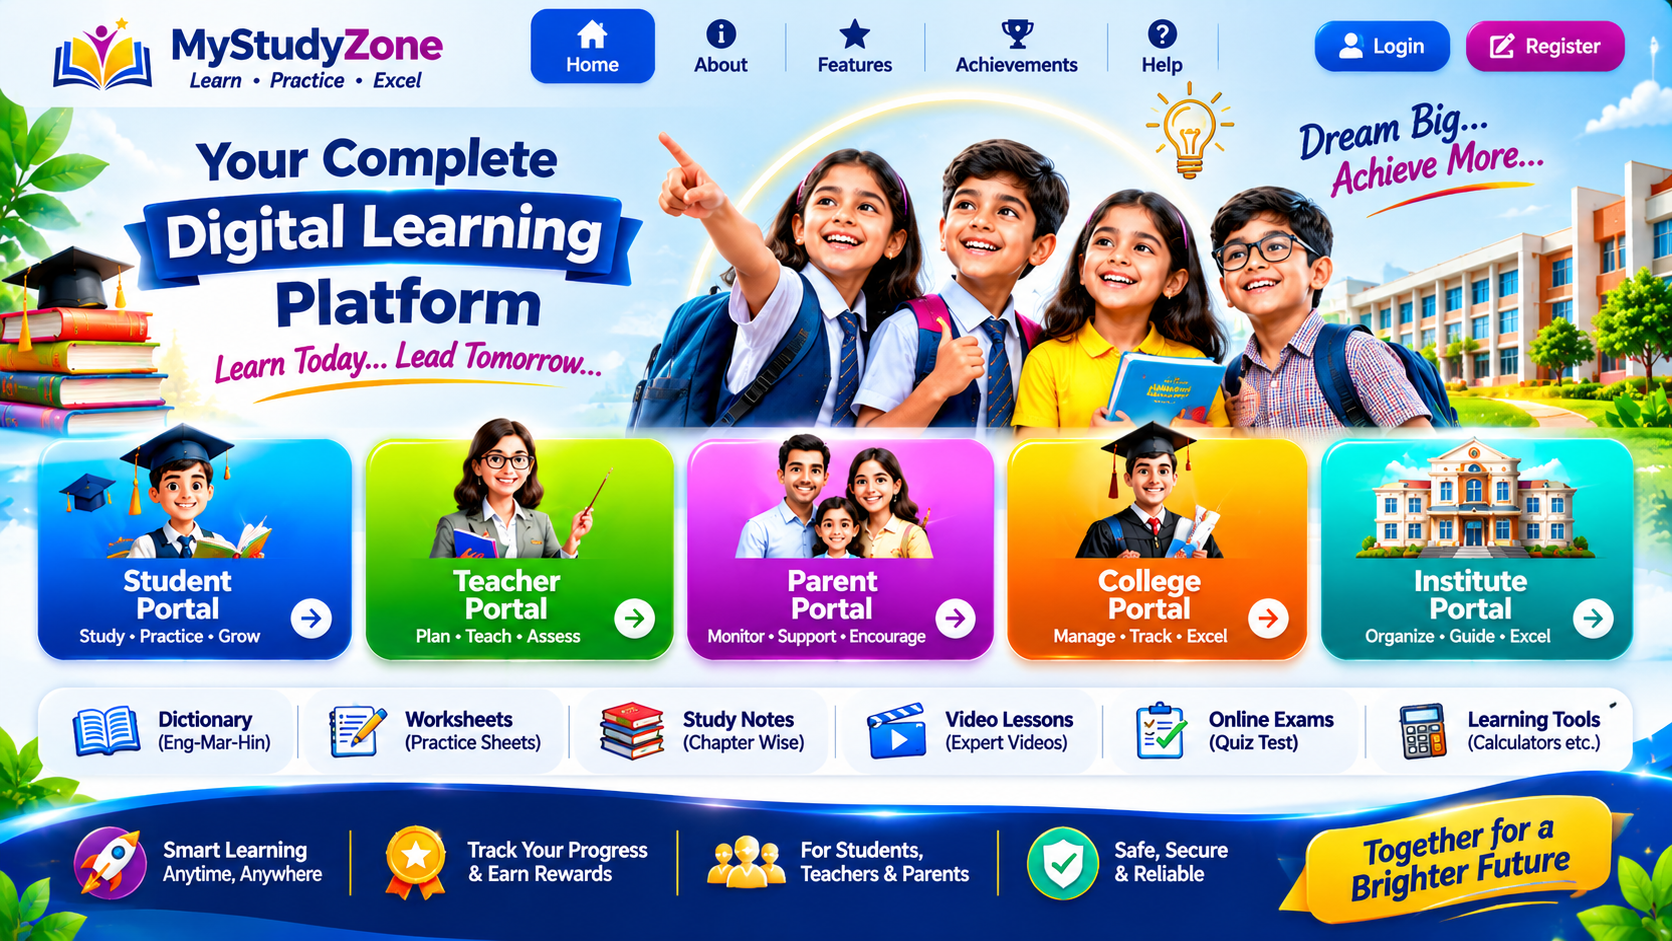 MyStudyZone
Learn • Practice • Excel
Home
About
Features
Achievements
Help
Login
Register
Your Complete
Digital Learning
Platform
Learn Today... Lead Tomorrow...
Dream Big...
Achieve More...
Student
Portal
Study • Practice • Grow
Teacher
Portal
Plan • Teach • Assess
Parent
Portal
Monitor • Support • Encourage
College
Portal
Manage • Track • Excel
Institute
Portal
Organize • Guide • Excel
Dictionary
(Eng-Mar-Hin)
Worksheets
(Practice Sheets)
Study Notes
(Chapter Wise)
Video Lessons
(Expert Videos)
Online Exams
(Quiz Test)
Learning Tools
(Calculators etc.)
Smart Learning
Anytime, Anywhere
Track Your Progress
& Earn Rewards
For Students,
Teachers & Parents
Safe, Secure
& Reliable
Together for a
Brighter Future